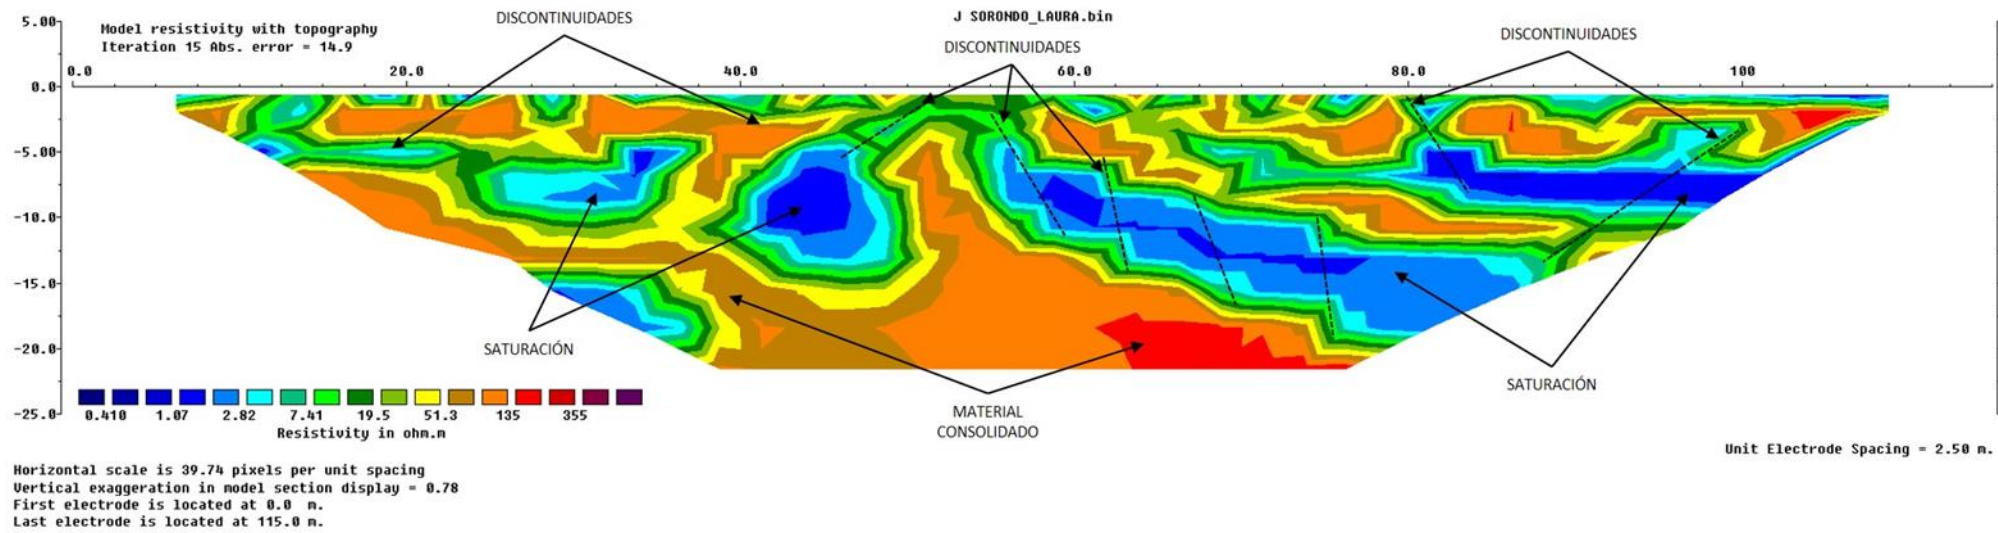 DISCONTINUIDADES
J SORONDO_LAURA.bin
Model resistivity with topography
Iteration 15 Abs. error = 14.9
DISCONTINUIDADES
DISCONTINUIDADES
0.0 20.0 40.0 60.0 80.0 100
5.00
0.0
-5.00
-10.0
-15.0
-20.0
-25.0
SATURACIÓN
SATURACIÓN
MATERIAL
CONSOLIDADO
0.410 1.07 2.82 7.41 19.5 51.3 135 355
Resistivity in ohm.m
Unit Electrode Spacing = 2.50 m.
Horizontal scale is 39.74 pixels per unit spacing
Vertical exaggeration in model section display = 0.78
First electrode is located at 0.0 m.
Last electrode is located at 115.0 m.